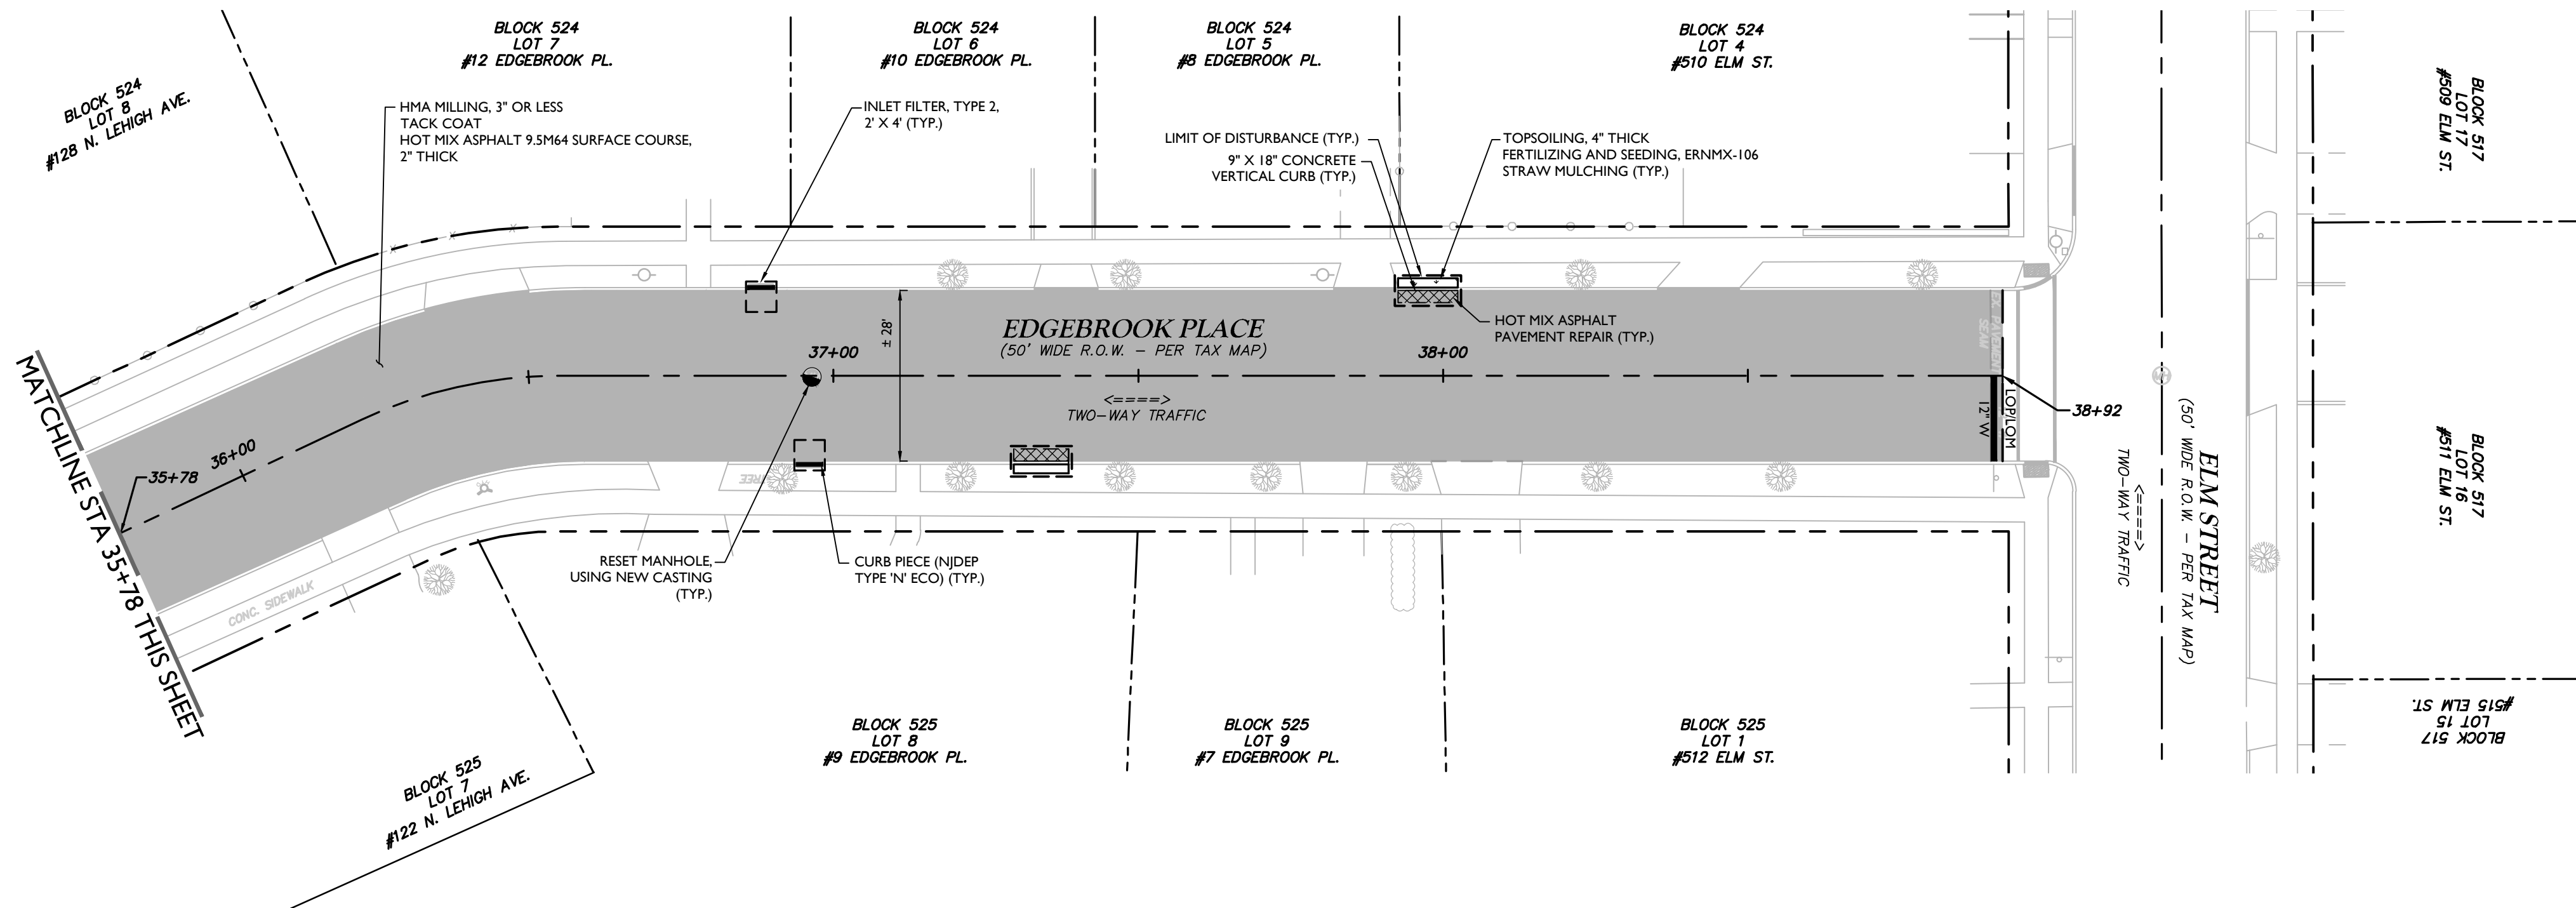 BLOCK 524
LOT 8
#128 N. LEHIGH AVE.
BLOCK 524
LOT 7
#12 EDGEBROOK PL.
BLOCK 524
LOT 6
#10 EDGEBROOK PL.
BLOCK 524
LOT 5
#8 EDGEBROOK PL.
BLOCK 524
LOT 4
#510 ELM ST.
BLOCK 517
LOT 17
#509 ELM ST.
HMA MILLING, 3" OR LESS
TACK COAT
HOT MIX ASPHALT 9.5M64 SURFACE COURSE,
2" THICK
INLET FILTER, TYPE 2,
2' X 4' (TYP.)
LIMIT OF DISTURBANCE (TYP.)
9" X 18" CONCRETE
VERTICAL CURB (TYP.)
TOPSOILING, 4" THICK
FERTILIZING AND SEEDING, ERNMX-106
STRAW MULCHING (TYP.)
HOT MIX ASPHALT
PAVEMENT REPAIR (TYP.)
EDGEBROOK PLACE
(50' WIDE R.O.W. - PER TAX MAP)
± 28'
37+00
38+00
<====>
TWO-WAY TRAFFIC
PAVEMENT
SEAM
12" W
LOP/LOM
38+92
MATCHLINE STA 35+78 THIS SHEET
35+78
36+00
TREE
CONC. SIDEWALK
RESET MANHOLE,
USING NEW CASTING
(TYP.)
CURB PIECE (NJDEP
TYPE 'N' ECO) (TYP.)
ELM STREET
(50' WIDE R.O.W. - PER TAX MAP)
<====>
TWO-WAY TRAFFIC
BLOCK 517
LOT 16
#511 ELM ST.
BLOCK 517
LOT 15
#515 ELM ST.
BLOCK 525
LOT 7
#122 N. LEHIGH AVE.
BLOCK 525
LOT 8
#9 EDGEBROOK PL.
BLOCK 525
LOT 9
#7 EDGEBROOK PL.
BLOCK 525
LOT 1
#512 ELM ST.